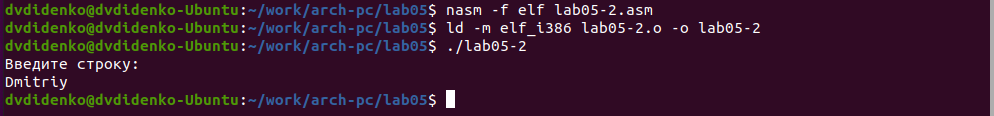 dvdidenko@dvdidenko-Ubuntu:~/work/arch-pc/lab05$ nasm -f elf lab05-2.asm
dvdidenko@dvdidenko-Ubuntu:~/work/arch-pc/lab05$ ld -m elf_i386 lab05-2.o -o lab05-2
dvdidenko@dvdidenko-Ubuntu:~/work/arch-pc/lab05$ ./lab05-2
Введите строку:
Dmitriy
dvdidenko@dvdidenko-Ubuntu:~/work/arch-pc/lab05$